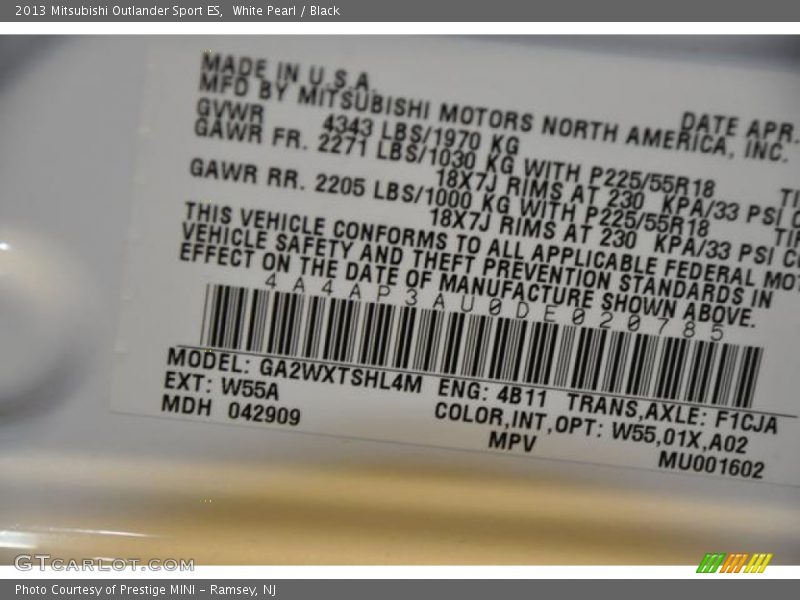 2013 Mitsubishi Outlander Sport ES, White Pearl / Black
MADE IN U.S.A.
MFD BY MITSUBISHI MOTORS NORTH AMERICA, INC.
DATE APR.
GVWR 4343 LBS/1970 KG
GAWR FR. 2271 LBS/1030 KG WITH P225/55R18
18X7J RIMS AT 230 KPA/33 PSI
GAWR RR. 2205 LBS/1000 KG WITH P225/55R18
18X7J RIMS AT 230 KPA/33 PSI
THIS VEHICLE CONFORMS TO ALL APPLICABLE FEDERAL MOT
VEHICLE SAFETY AND THEFT PREVENTION STANDARDS IN
EFFECT ON THE DATE OF MANUFACTURE SHOWN ABOVE.
4A4AP3AU0DE020785
MODEL: GA2WXTSHL4M ENG: 4B11 TRANS,AXLE: F1CJA
EXT: W55A COLOR,INT,OPT: W55,01X,A02
MDH 042909 MPV MU001602
GTCARLOT.COM
Photo Courtesy of Prestige MINI - Ramsey, NJ